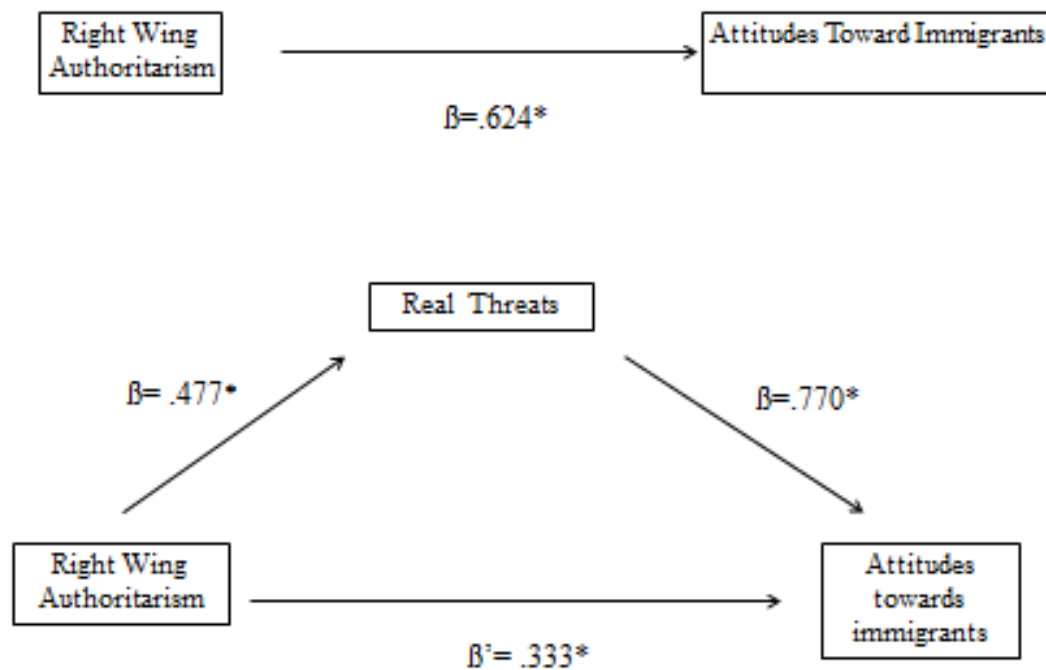 Right Wing
Authoritarism
Attitudes Toward Immigrants
ß=.624*
Real Threats
ß= .477*
ß=.770*
Right Wing
Authoritarism
Attitudes
towards
immigrants
ß’= .333*